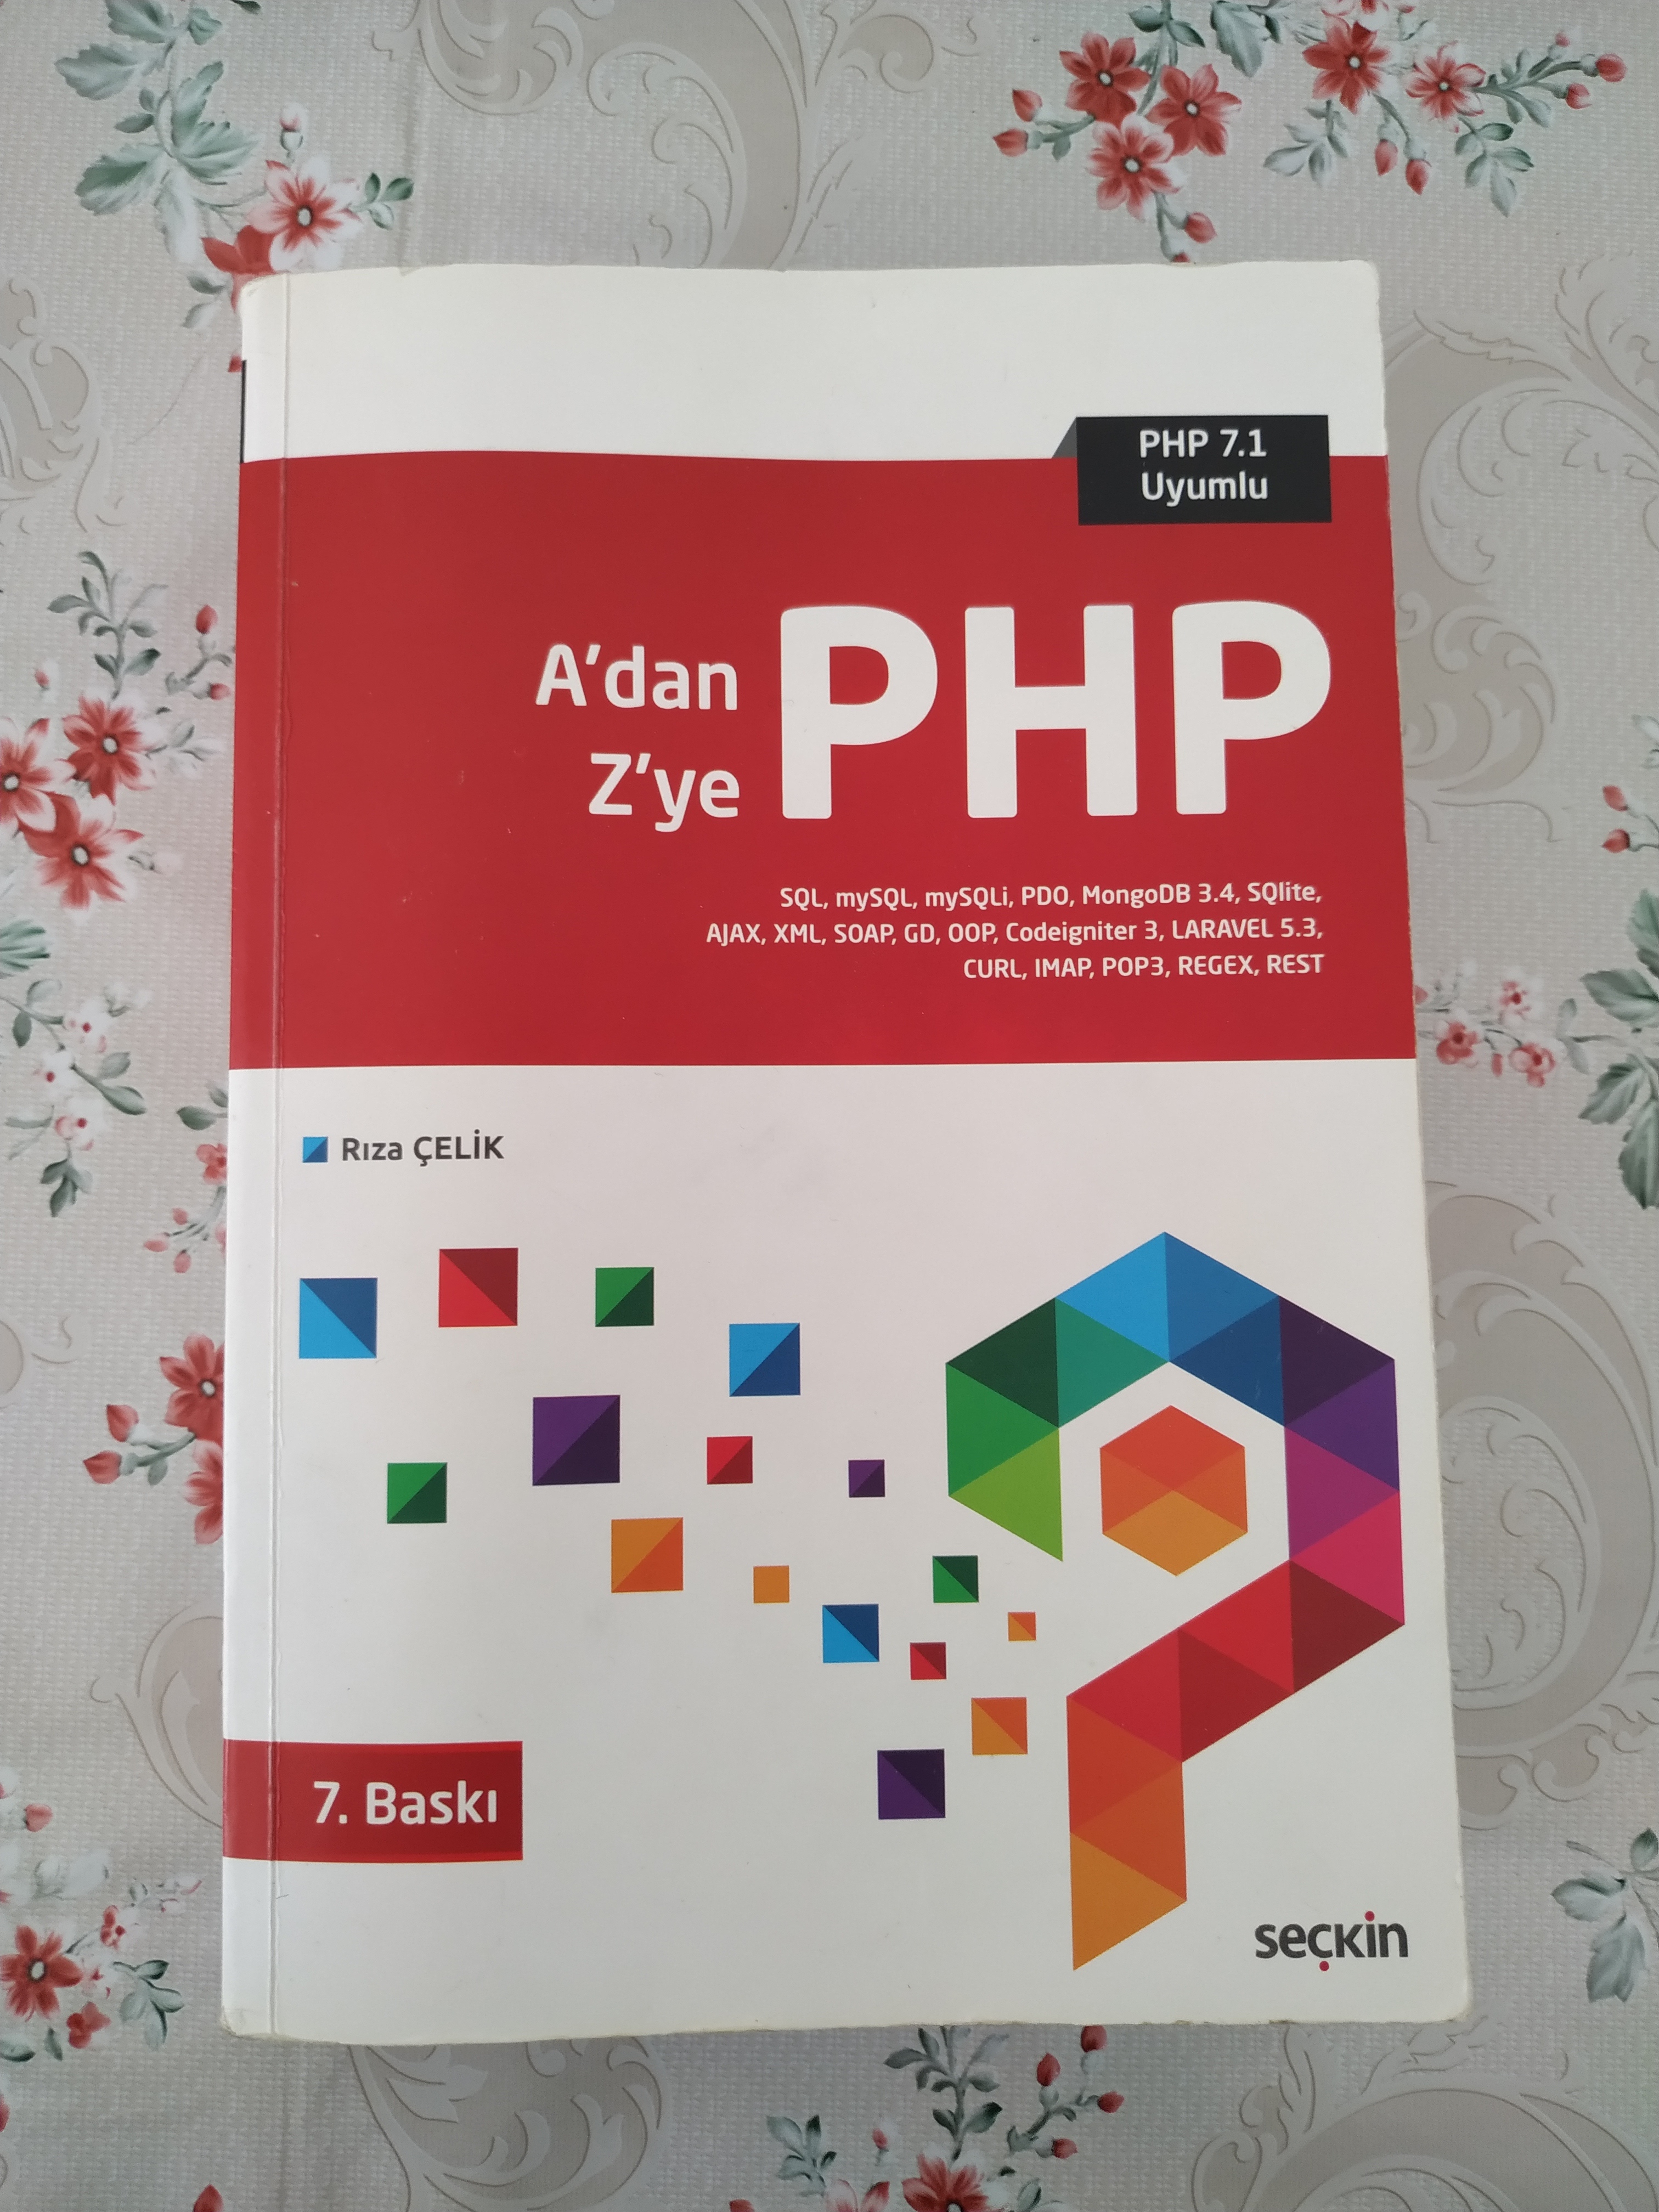 PHP 7.1
Uyumlu
A'dan
Z'ye
PHP
SQL, mySQL, mySQLi, PDO, MongoDB 3.4, SQlite,
AJAX, XML, SOAP, GD, OOP, Codeigniter 3, LARAVEL 5.3,
CURL, IMAP, POP3, REGEX, REST
Rıza ÇELİK
7. Baskı
seçkin